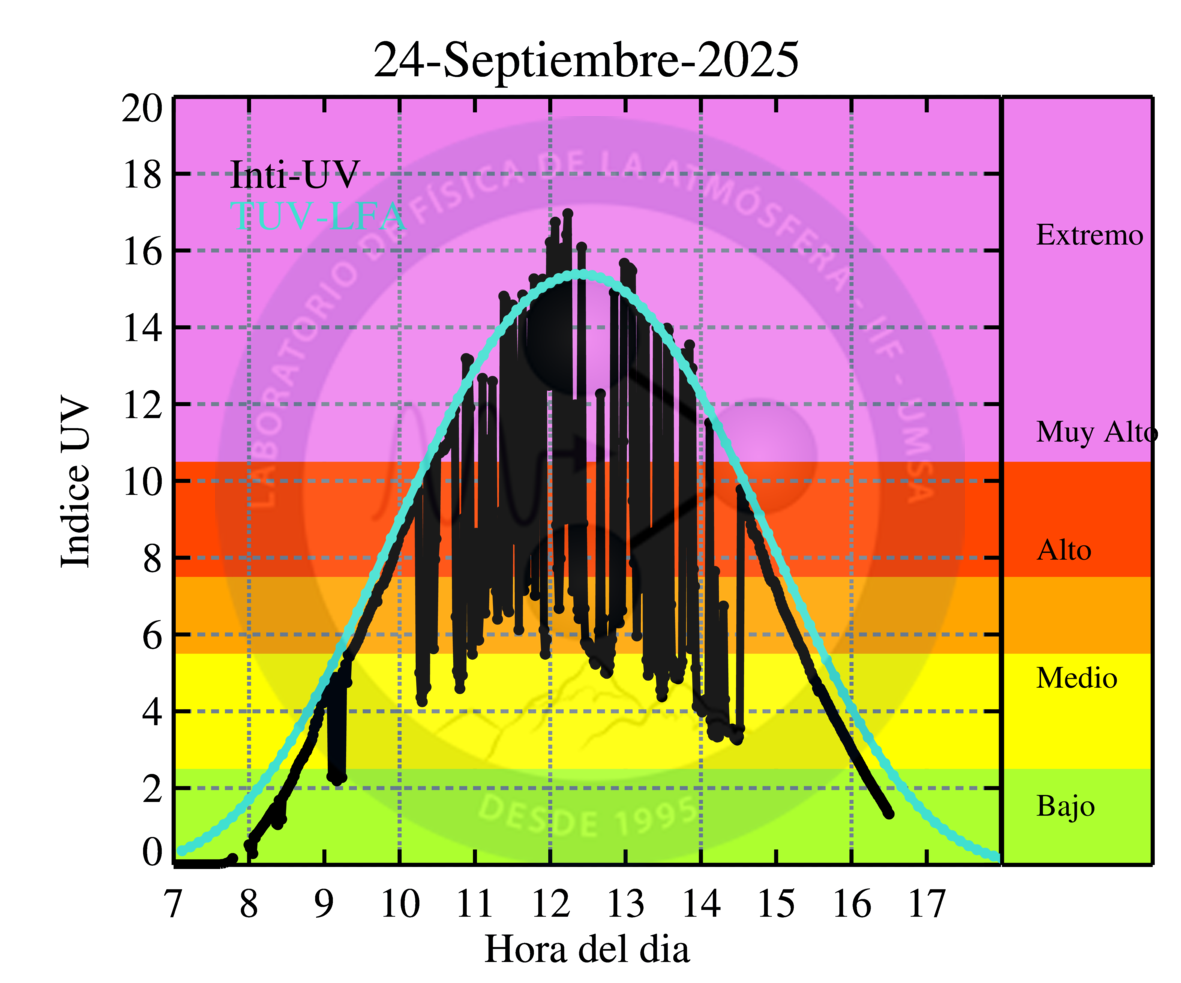 24-Septiembre-2025
Indice UV
20
18
16
14
12
10
8
6
4
2
0
Inti-UV
TUV-LFA
LABORATORIO DE FÍSICA DE LA ATMÓSFERA - IIF - UMSA
DESDE 1995
Extremo
Muy Alto
Alto
Medio
Bajo
7 8 9 10 11 12 13 14 15 16 17
Hora del dia